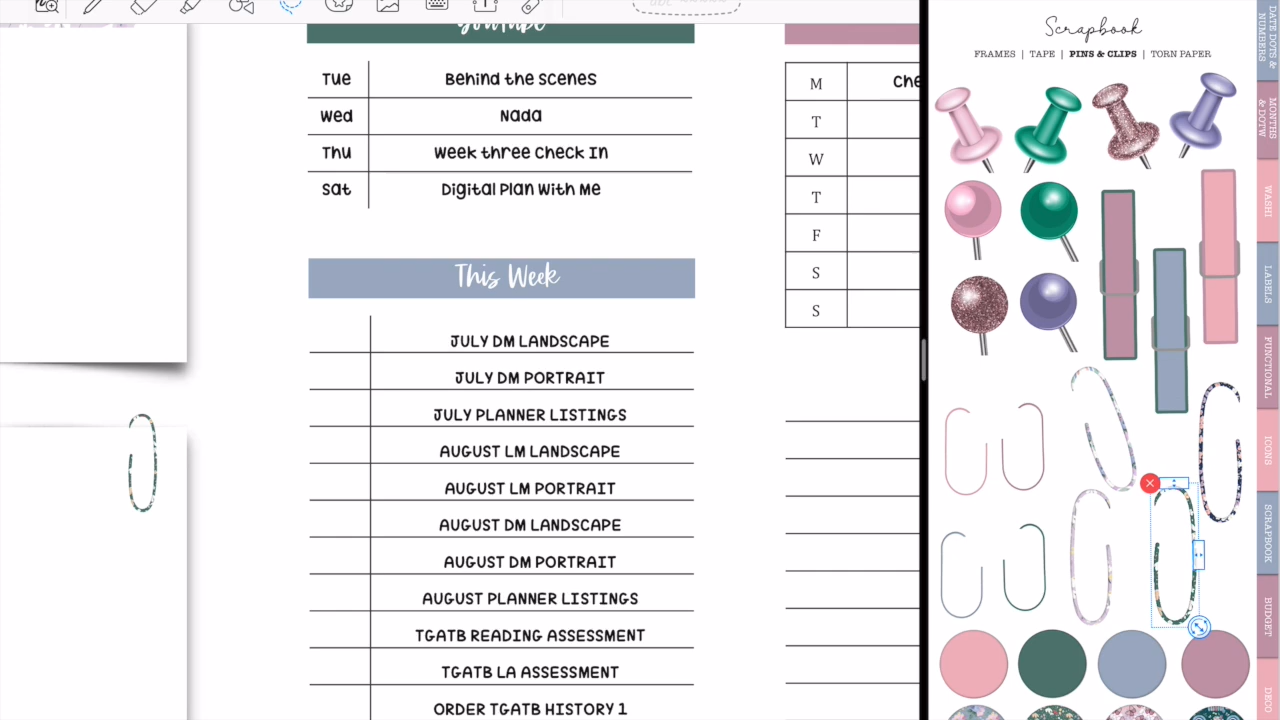 YouTube
Tue Behind the Scenes
Wed Nada
Thu Week three Check In
Sat Digital Plan With Me
This Week
JULY DM LANDSCAPE
JULY DM PORTRAIT
JULY PLANNER LISTINGS
AUGUST LM LANDSCAPE
AUGUST LM PORTRAIT
AUGUST DM LANDSCAPE
AUGUST DM PORTRAIT
AUGUST PLANNER LISTINGS
TGATB READING ASSESSMENT
TGATB LA ASSESSMENT
ORDER TGATB HISTORY 1
M
T
W
T
F
S
S
Scrapbook
FRAMES | TAPE | PINS & CLIPS | TORN PAPER
DATE DOTS & NUMBERS
MONTHS & DOTW
WASHI
LABELS
FUNCTIONAL
ICONS
SCRAPBOOK
BUDGET
DECO